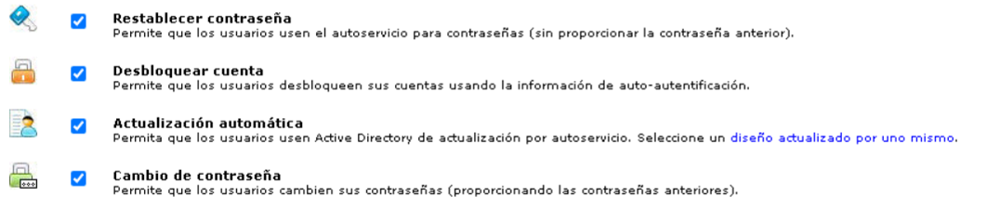 Restablecer contraseña
Permite que los usuarios usen el autoservicio para contraseñas (sin proporcionar la contraseña anterior).
Desbloquear cuenta
Permite que los usuarios desbloqueen sus cuentas usando la información de auto-autentificación.
Actualización automática
Permita que los usuarios usen Active Directory de actualización por autoservicio. Seleccione un diseño actualizado por uno mismo.
Cambio de contraseña
Permite que los usuarios cambien sus contraseñas (proporcionando las contraseñas anteriores).